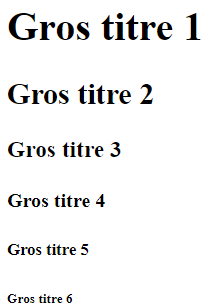 Gros titre 1
Gros titre 2
Gros titre 3
Gros titre 4
Gros titre 5
Gros titre 6